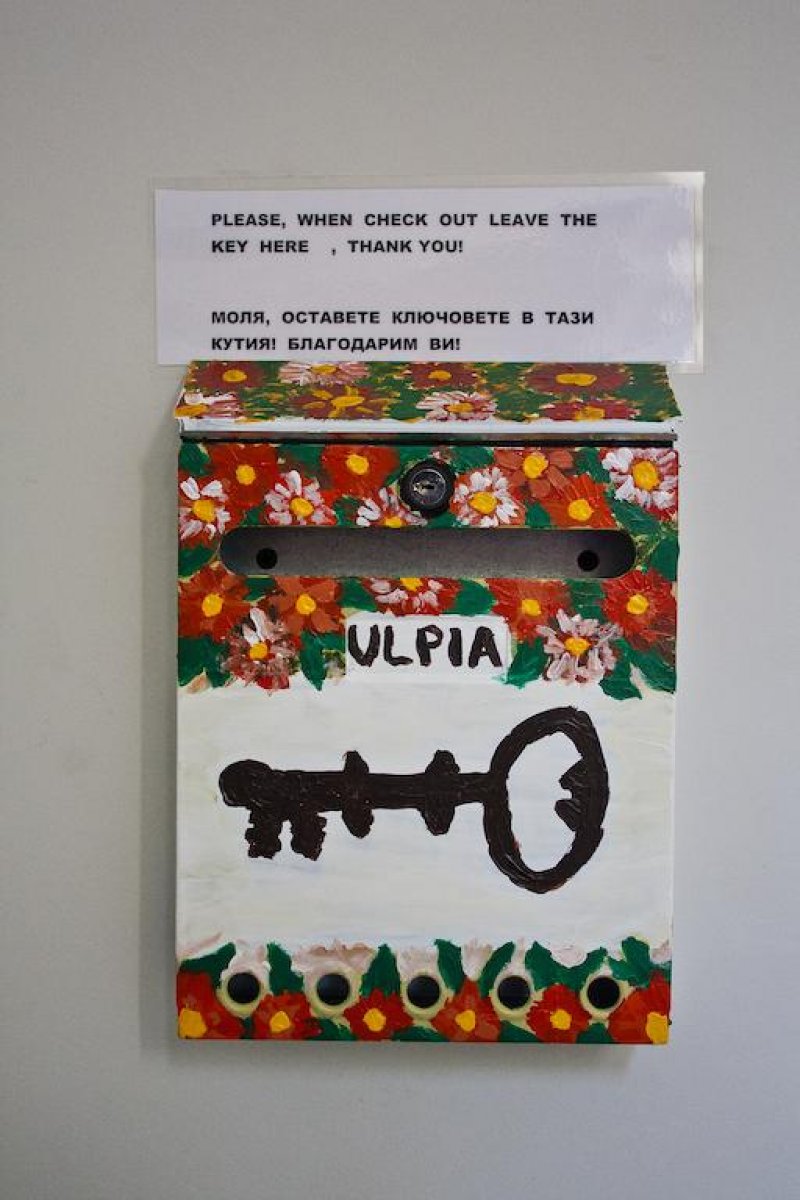 PLEASE, WHEN CHECK OUT LEAVE THE
KEY HERE , THANK YOU!
МОЛЯ, ОСТАВЕТЕ КЛЮЧОВЕТЕ В ТАЗИ
КУТИЯ! БЛАГОДАРИМ ВИ!
ULPIA